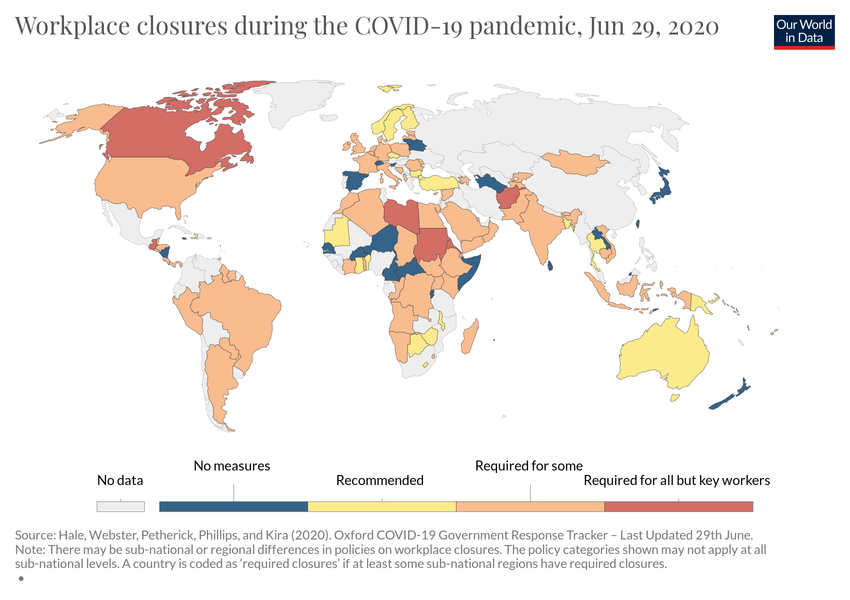 Workplace closures during the COVID-19 pandemic, Jun 29, 2020
Our World
in Data
No data
No measures
Recommended
Required for some
Required for all but key workers
Source: Hale, Webster, Petherick, Phillips, and Kira (2020). Oxford COVID-19 Government Response Tracker – Last Updated 29th June.
Note: There may be sub-national or regional differences in policies on workplace closures. The policy categories shown may not apply at all
sub-national levels. A country is coded as 'required closures' if at least some sub-national regions have required closures.
•